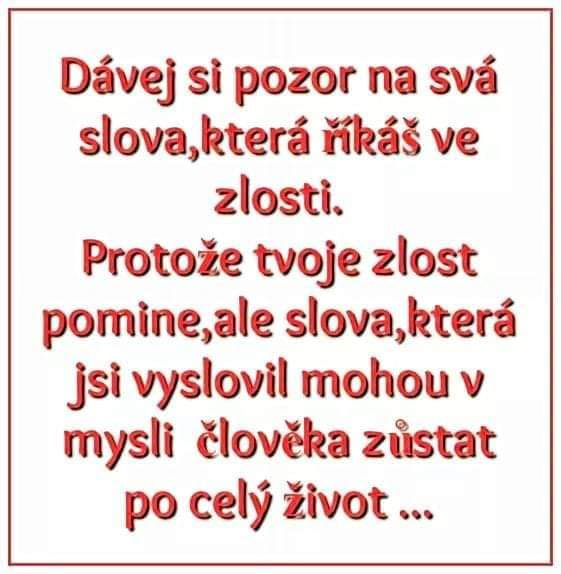 Dávej si pozor na svá
slova,která říkáš ve
zlosti.
Protože tvoje zlost
pomine,ale slova,která
jsi vyslovil mohou v
mysli člověka zůstat
po celý život ...